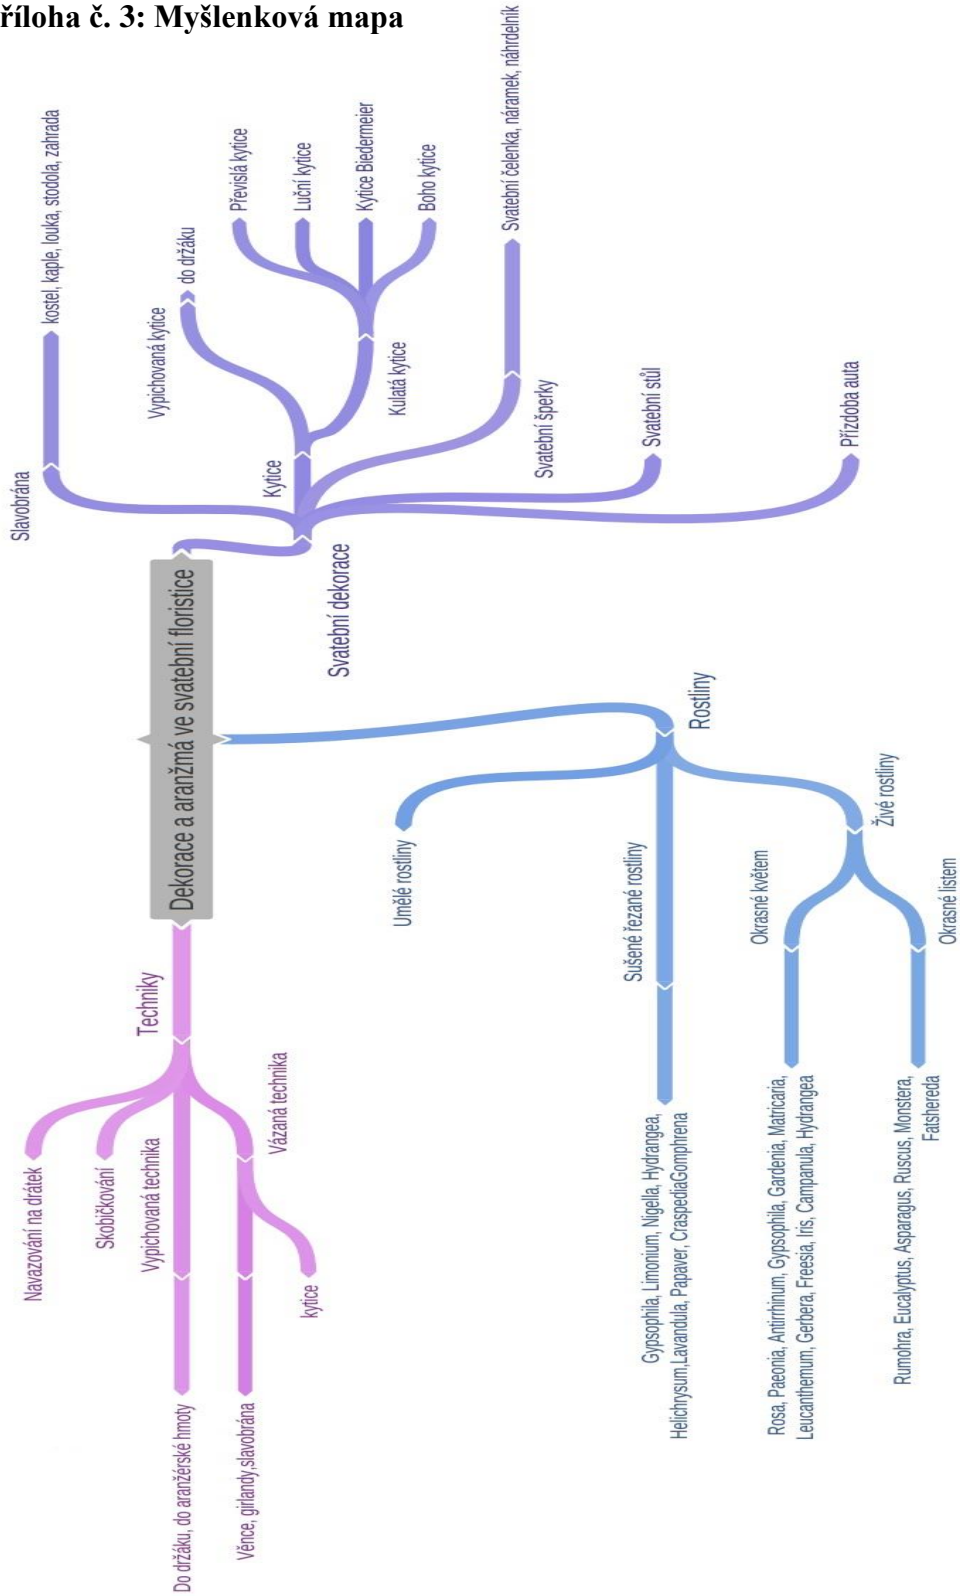 říloha č. 3: Myšlenková mapa
Dekorace a aranžmá ve svatební floristice
Techniky
Navazování na drátek
Skobičkování
Vypichovaná technika
Do držáku, do aranžérské hmoty
Vázaná technika
Věnce, girlandy,slavobrána
kytice
Svatební dekorace
Slavobrána
kostel, kaple, louka, stodola, zahrada
Kytice
Vypichovaná kytice
do držáku
Kulatá kytice
Převislá kytice
Luční kytice
Kytice Biedermeier
Boho kytice
Svatební šperky
Svatební čelenka, náramek, náhrdelník
Svatební stůl
Přízdoba auta
Rostliny
Umělé rostliny
Sušené řezané rostliny
Gypsophila, Limonium, Nigella, Hydrangea,
Helichrysum,Lavandula, Papaver, CraspediaGomphrena
Živé rostliny
Okrasné květem
Rosa, Paeonia, Antirrhinum, Gypsophila, Gardenia, Matricaria,
Leucanthemum, Gerbera, Freesia, Iris, Campanula, Hydrangea
Okrasné listem
Rumohra, Eucalyptus, Asparagus, Ruscus, Monstera,
Fatshereda